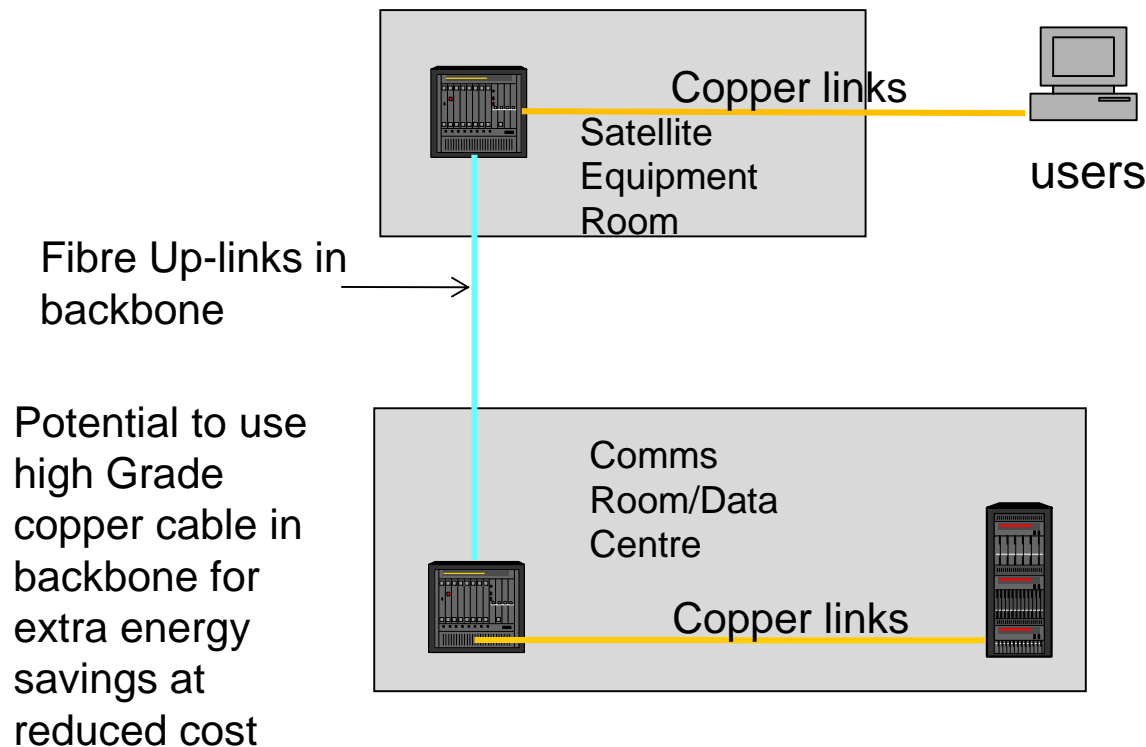 Copper links
Satellite
Equipment
Room
users
Fibre Up-links in
backbone
Potential to use
high Grade
copper cable in
backbone for
extra energy
savings at
reduced cost
Comms
Room/Data
Centre
Copper links